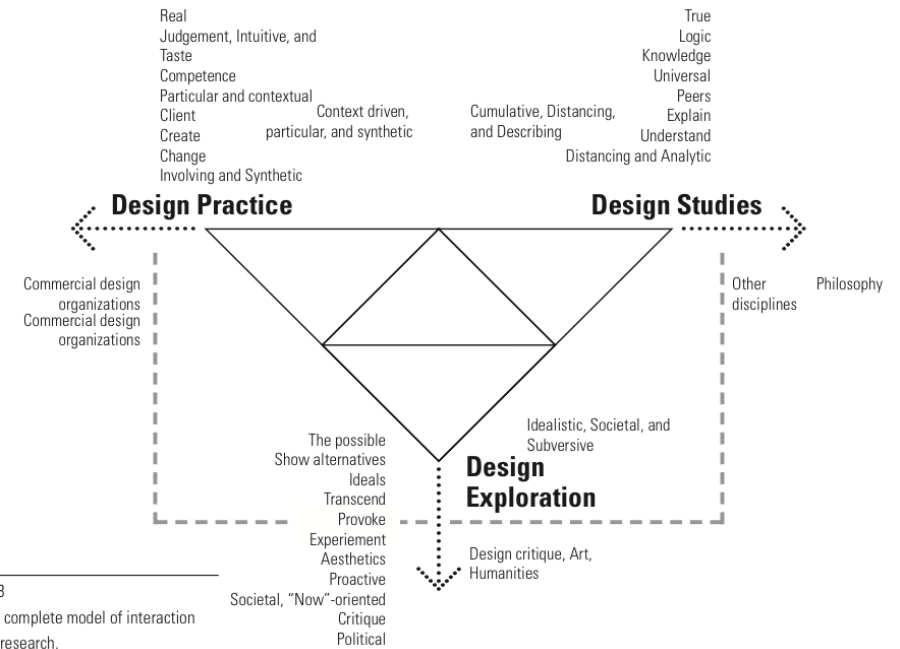 Real
Judgement, Intuitive, and
Taste
Competence
Particular and contextual
Client
Create
Change
Involving and Synthetic
Context driven,
particular, and synthetic
Cumulative, Distancing,
and Describing
True
Logic
Knowledge
Universal
Peers
Explain
Understand
Distancing and Analytic
Design Practice
Design Studies
Commercial design
organizations
Commercial design
organizations
Other
disciplines
Philosophy
Idealistic, Societal, and
Subversive
Design
Exploration
The possible
Show alternatives
Ideals
Transcend
Provoke
Experiement
Aesthetics
Proactive
Societal, “Now”-oriented
Critique
Political
Design critique, Art,
Humanities
3
complete model of interaction
research.